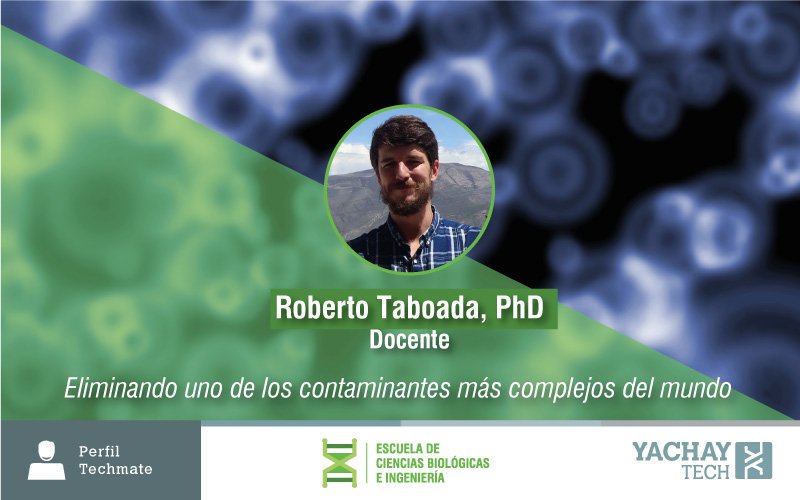 Roberto Taboada, PhD
Docente
Eliminando uno de los contaminantes más complejos del mundo
Perfil
Techmate
ESCUELA DE
CIENCIAS BIOLÓGICAS
E INGENIERÍA
YACHAY
TECH